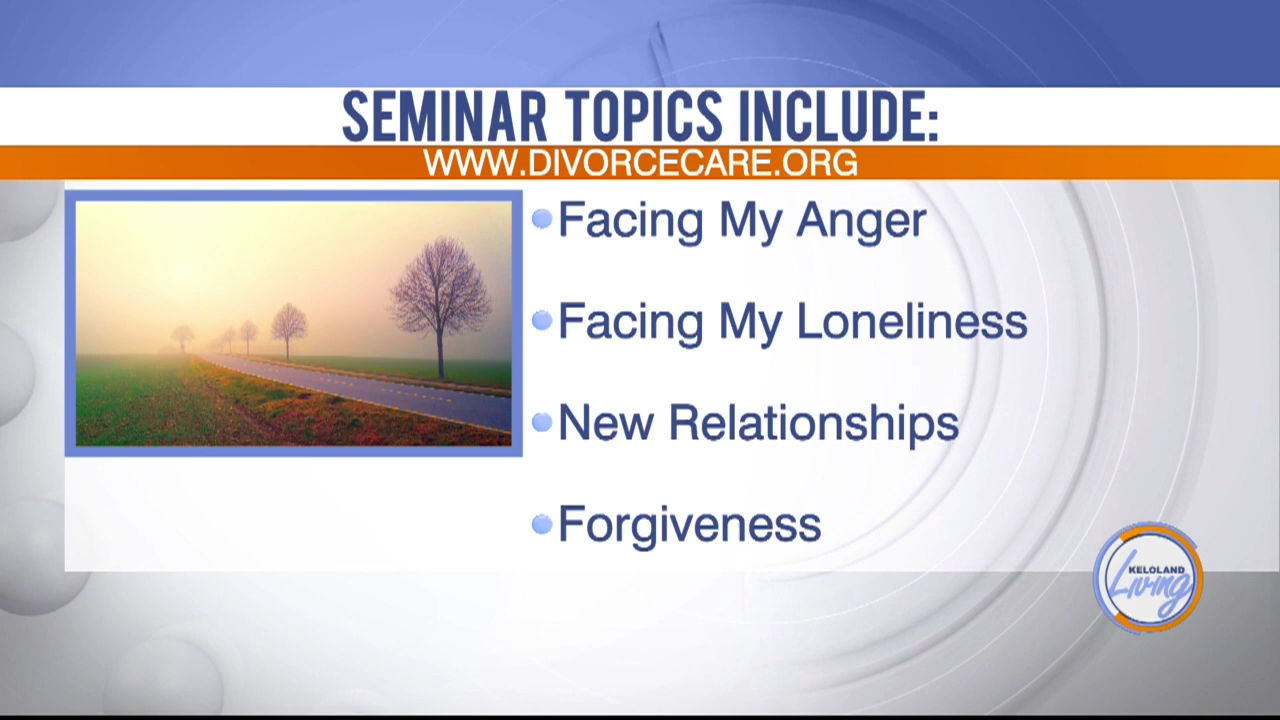 SEMINAR TOPICS INCLUDE:
WWW.DIVORCECARE.ORG
Facing My Anger
Facing My Loneliness
New Relationships
Forgiveness
KELOLAND
Living